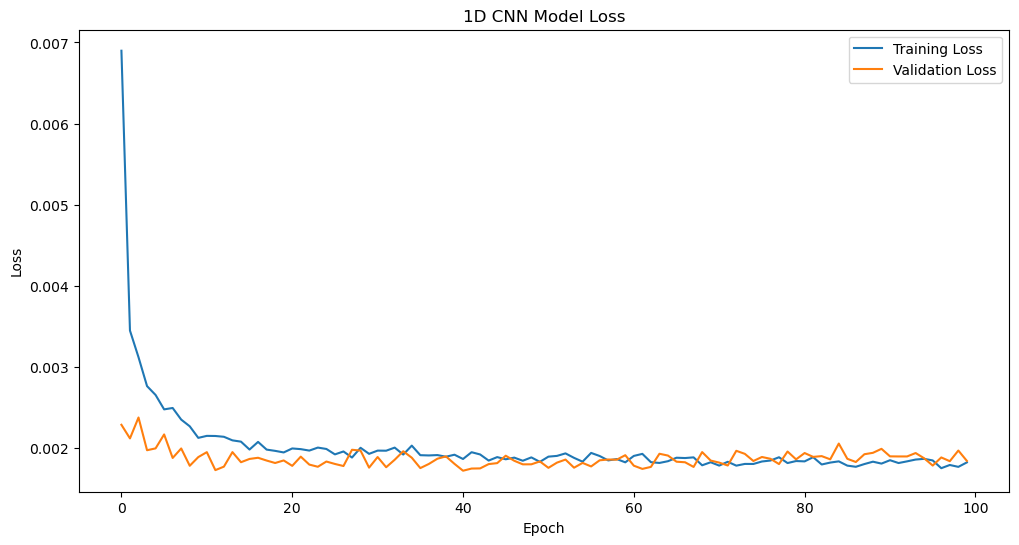 1D CNN Model Loss
Training Loss
Validation Loss
0.007
0.006
0.005
0.004
0.003
0.002
Loss
0 20 40 60 80 100
Epoch